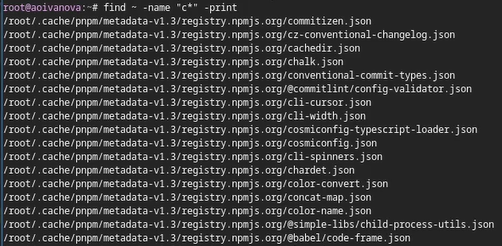 root@aoivanova:~# find ~ -name "c*" -print
/root/.cache/pnpm/metadata-v1.3/registry.npmjs.org/commitizen.json
/root/.cache/pnpm/metadata-v1.3/registry.npmjs.org/cz-conventional-changelog.json
/root/.cache/pnpm/metadata-v1.3/registry.npmjs.org/cachedir.json
/root/.cache/pnpm/metadata-v1.3/registry.npmjs.org/chalk.json
/root/.cache/pnpm/metadata-v1.3/registry.npmjs.org/conventional-commit-types.json
/root/.cache/pnpm/metadata-v1.3/registry.npmjs.org/@commitlint/config-validator.json
/root/.cache/pnpm/metadata-v1.3/registry.npmjs.org/cli-cursor.json
/root/.cache/pnpm/metadata-v1.3/registry.npmjs.org/cli-width.json
/root/.cache/pnpm/metadata-v1.3/registry.npmjs.org/cosmiconfig-typescript-loader.json
/root/.cache/pnpm/metadata-v1.3/registry.npmjs.org/cosmiconfig.json
/root/.cache/pnpm/metadata-v1.3/registry.npmjs.org/cli-spinners.json
/root/.cache/pnpm/metadata-v1.3/registry.npmjs.org/chardet.json
/root/.cache/pnpm/metadata-v1.3/registry.npmjs.org/color-convert.json
/root/.cache/pnpm/metadata-v1.3/registry.npmjs.org/concat-map.json
/root/.cache/pnpm/metadata-v1.3/registry.npmjs.org/color-name.json
/root/.cache/pnpm/metadata-v1.3/registry.npmjs.org/@simple-libs/child-process-utils.json
/root/.cache/pnpm/metadata-v1.3/registry.npmjs.org/@babel/code-frame.json